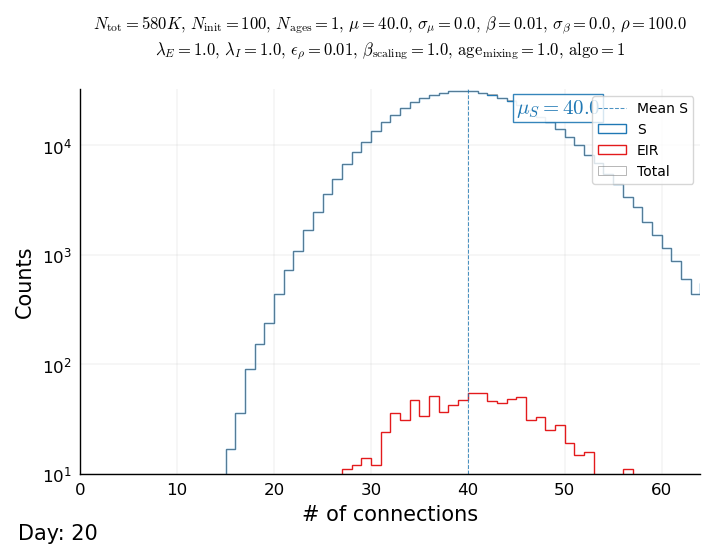 N_tot = 580K, N_init = 100, N_ages = 1, μ = 40.0, σ_μ = 0.0, β = 0.01, σ_β = 0.0, ρ = 100.0
λ_E = 1.0, λ_I = 1.0, ϵ_ρ = 0.01, β_scaling = 1.0, age_mixing = 1.0, algo = 1
μ_S = 40.0
Mean S
S
EIR
Total
Counts
10^4
10^3
10^2
10^1
0 10 20 30 40 50 60
# of connections
Day: 20